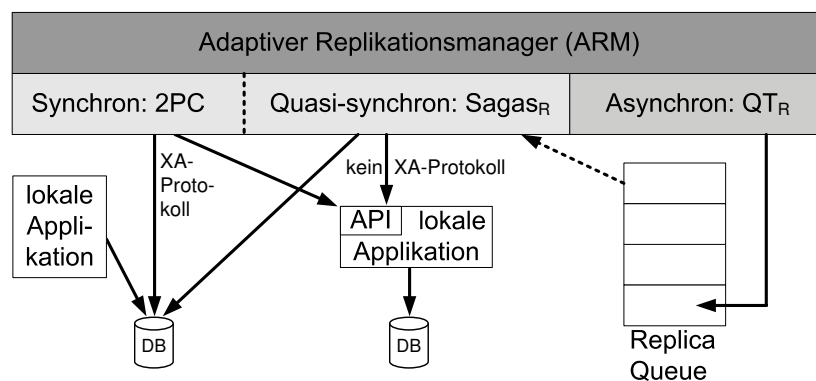 Adaptiver Replikationsmanager (ARM)
Synchron: 2PC
Quasi-synchron: SagasR
Asynchron: QTR
XA-
Proto-
koll
kein
XA-Protokoll
lokale
Appli-
kation
API
lokale
Applikation
DB
DB
Replica
Queue